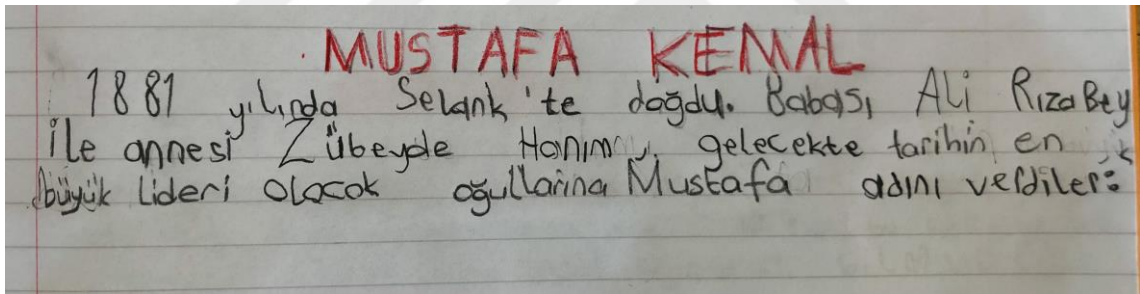 MUSTAFA KEMAL
1881 yılında Selank'te doğdu. Babası Ali Rıza Bey
ile annesi Zübeyde Hanım, gelecekte tarihin en
büyük lideri olacak oğullarına Mustafa adını verdiler.